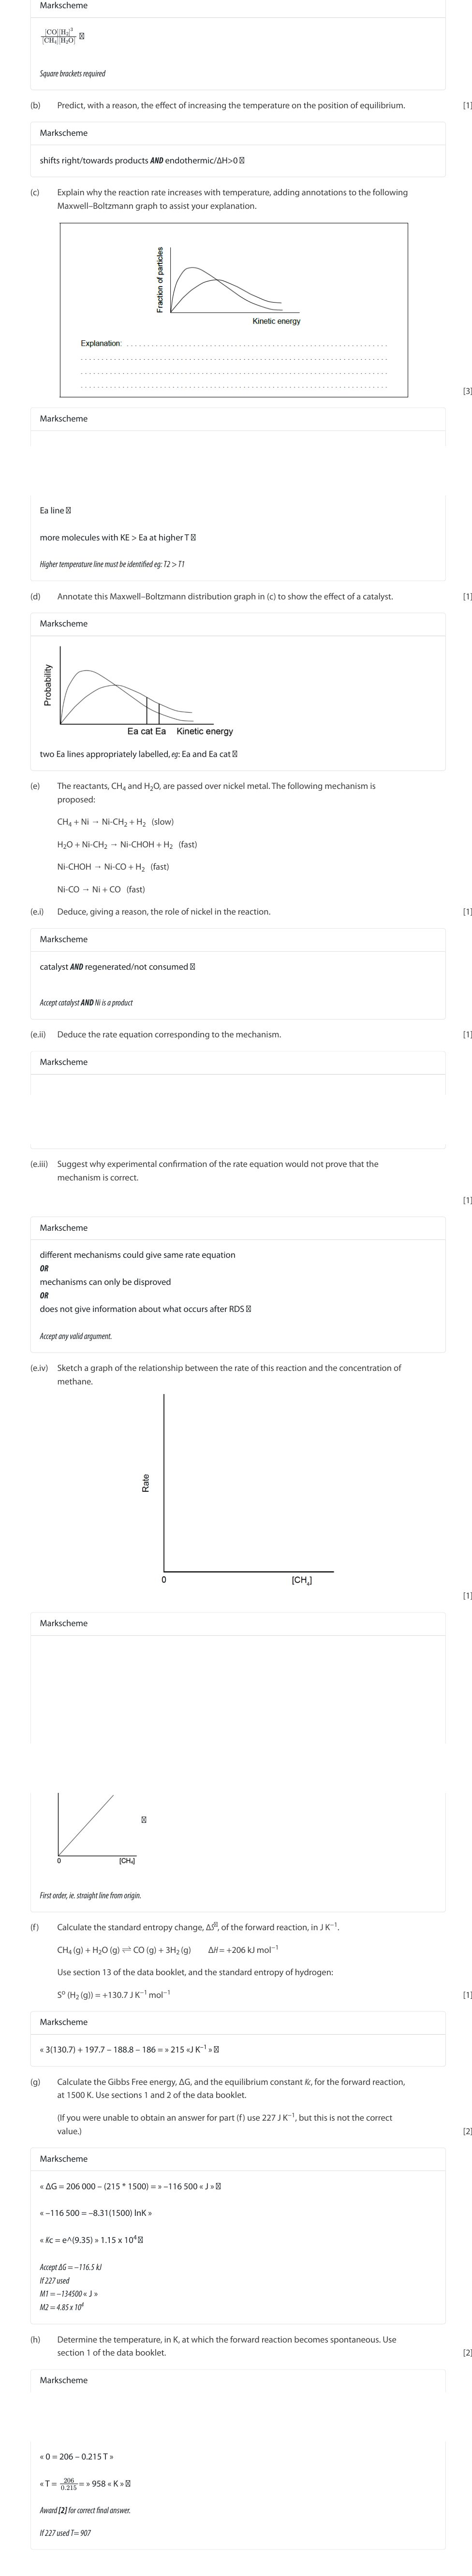 Markscheme
[CO][H₂]³
[CH₄][H₂O]
Square brackets required
(b) Predict, with a reason, the effect of increasing the temperature on the position of equilibrium. [1]
Markscheme
shifts right/towards products AND endothermic/ΔH>0
(c) Explain why the reaction rate increases with temperature, adding annotations to the following
Maxwell–Boltzmann graph to assist your explanation.
Fraction of particles
Kinetic energy
Explanation:
[3]
Markscheme
Ea line
more molecules with KE > Ea at higher T
Higher temperature line must be identified eg: T2 > T1
(d) Annotate this Maxwell–Boltzmann distribution graph in (c) to show the effect of a catalyst. [1]
Markscheme
Probability
Ea cat Ea Kinetic energy
two Ea lines appropriately labelled, eg: Ea and Ea cat
(e) The reactants, CH₄ and H₂O, are passed over nickel metal. The following mechanism is
proposed:
CH₄ + Ni → Ni-CH₂ + H₂ (slow)
H₂O + Ni-CH₂ → Ni-CHOH + H₂ (fast)
Ni-CHOH → Ni-CO + H₂ (fast)
Ni-CO → Ni + CO (fast)
(e.i) Deduce, giving a reason, the role of nickel in the reaction. [1]
Markscheme
catalyst AND regenerated/not consumed
Accept catalyst AND Ni is a product
(e.ii) Deduce the rate equation corresponding to the mechanism. [1]
Markscheme
(e.iii) Suggest why experimental confirmation of the rate equation would not prove that the
mechanism is correct.
[1]
Markscheme
different mechanisms could give same rate equation
OR
mechanisms can only be disproved
OR
does not give information about what occurs after RDS
Accept any valid argument.
(e.iv) Sketch a graph of the relationship between the rate of this reaction and the concentration of
methane.
Rate
0 [CH₄]
[1]
Markscheme
0 [CH₄]
First order, ie. straight line from origin.
(f) Calculate the standard entropy change, ΔS°, of the forward reaction, in J K⁻¹.
CH₄ (g) + H₂O (g) ⇌ CO (g) + 3H₂ (g) ΔH = +206 kJ mol⁻¹
Use section 13 of the data booklet, and the standard entropy of hydrogen:
S° (H₂ (g)) = +130.7 J K⁻¹ mol⁻¹ [1]
Markscheme
« 3(130.7) + 197.7 – 188.8 – 186 = » 215 «J K⁻¹ »
(g) Calculate the Gibbs Free energy, ΔG, and the equilibrium constant Kc, for the forward reaction,
at 1500 K. Use sections 1 and 2 of the data booklet.
(If you were unable to obtain an answer for part (f) use 227 J K⁻¹, but this is not the correct
value.) [2]
Markscheme
« ΔG = 206 000 – (215 * 1500) = » –116 500 « J »
« –116 500 = –8.31(1500) lnK »
« Kc = e^(9.35) » 1.15 x 10⁴
Accept ΔG = –116.5 kJ
If 227 used
M1 = –134500 « J »
M2 = 4.85 x 10⁴
(h) Determine the temperature, in K, at which the forward reaction becomes spontaneous. Use
section 1 of the data booklet. [2]
Markscheme
« 0 = 206 – 0.215 T »
« T = 206/0.215 = » 958 « K »
Award [2] for correct final answer.
If 227 used T= 907